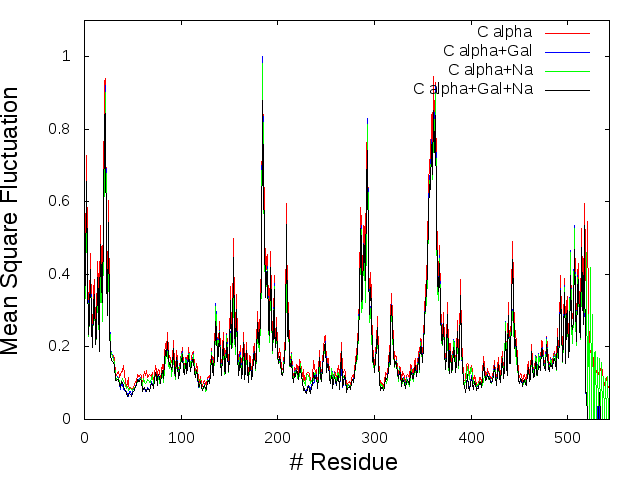 Mean Square Fluctuation
1
0.8
0.6
0.4
0.2
0
C alpha
C alpha+Gal
C alpha+Na
C alpha+Gal+Na
0 100 200 300 400 500
# Residue